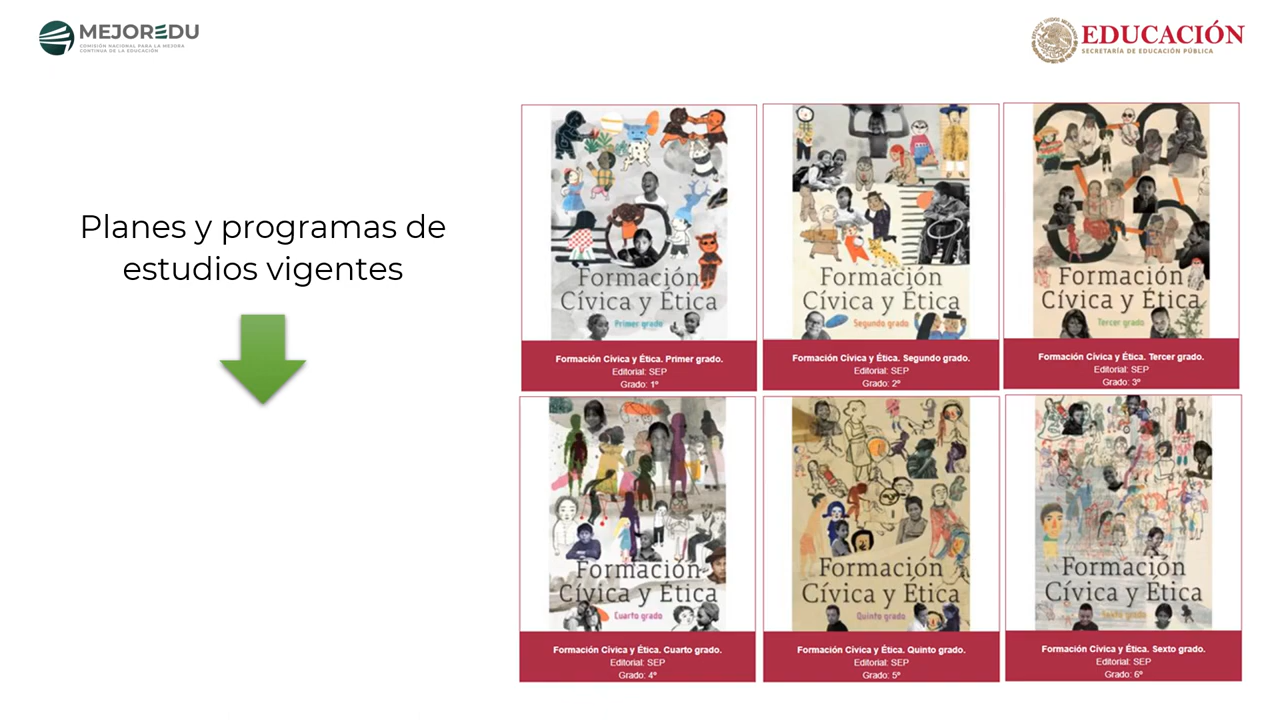 MEJOREDU
COMISIÓN NACIONAL PARA LA MEJORA
CONTINUA DE LA EDUCACIÓN
EDUCACIÓN
SECRETARÍA DE EDUCACIÓN PÚBLICA
Planes y programas de
estudios vigentes
Formación
Cívica y Ética
Primer grado
Formación Cívica y Ética. Primer grado.
Editorial: SEP
Grado: 1º
Formación
Cívica y Ética
Segundo grado
Formación Cívica y Ética. Segundo grado.
Editorial: SEP
Grado: 2º
Formación
Cívica y Ética
Tercer grado
Formación Cívica y Ética. Tercer grado.
Editorial: SEP
Grado: 3º
Formación
Cívica y Ética
Cuarto grado
Formación Cívica y Ética. Cuarto grado.
Editorial: SEP
Grado: 4º
Formación
Cívica y Ética
Quinto grado
Formación Cívica y Ética. Quinto grado.
Editorial: SEP
Grado: 5º
Formación
Cívica y Ética
Sexto grado
Formación Cívica y Ética. Sexto grado.
Editorial: SEP
Grado: 6º